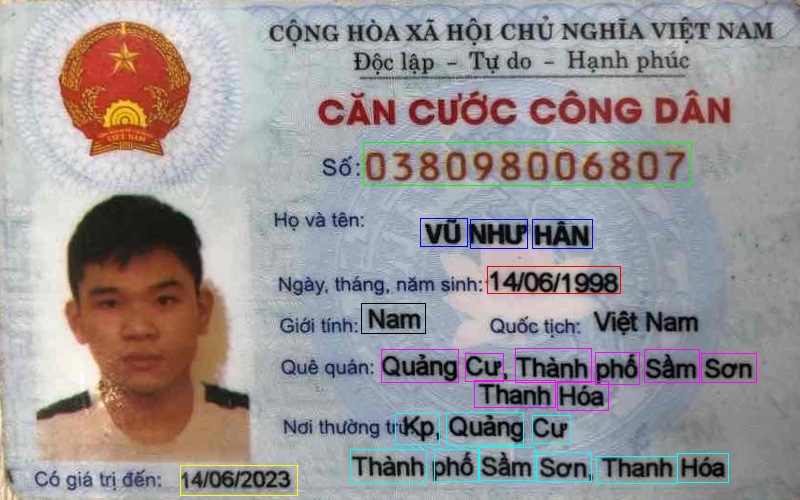 CỘNG HÒA XÃ HỘI CHỦ NGHĨA VIỆT NAM
Độc lập - Tự do - Hạnh phúc
CĂN CƯỚC CÔNG DÂN
Số: 038098006807
Họ và tên: VŨ NHƯ HÂN
Ngày, tháng, năm sinh: 14/06/1998
Giới tính: Nam Quốc tịch: Việt Nam
Quê quán: Quảng Cư, Thành phố Sầm Sơn
Thanh Hóa
Nơi thường trú: Kp, Quảng Cư
Thành phố Sầm Sơn, Thanh Hóa
Có giá trị đến: 14/06/2023